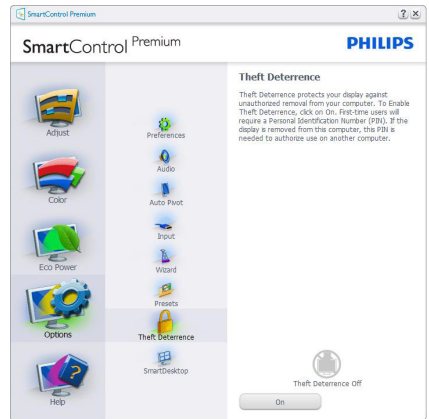 SmartControl Premium
SmartControl Premium
PHILIPS
Adjust
Color
Eco Power
Options
Help
Preferences
Audio
Auto Pivot
Input
Wizard
Presets
Theft Deterrence
SmartDesktop
Theft Deterrence
Theft Deterrence protects your display against
unauthorized removal from your computer. To Enable
Theft Deterrence, click on On. First-time users will
require a Personal Identification Number (PIN). If the
display is removed from this computer, this PIN is
needed to authorize use on another computer.
Theft Deterrence Off
On